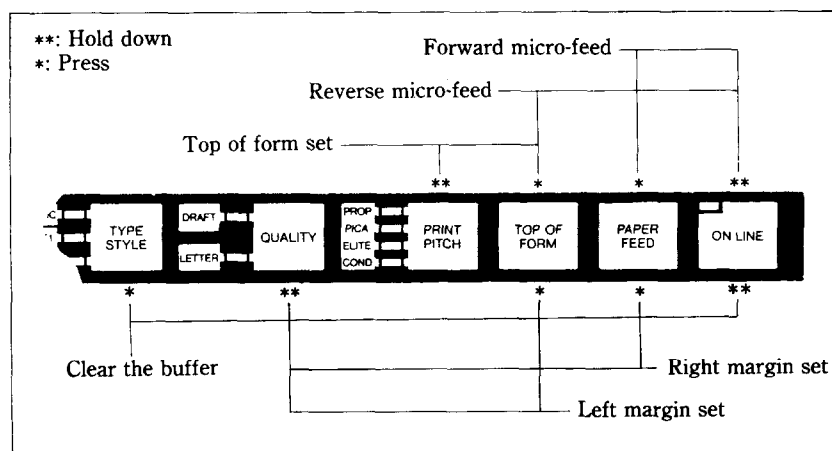 **: Hold down
*: Press
Forward micro-feed
Reverse micro-feed
Top of form set
** * * **
TYPE
STYLE
DRAFT
LETTER
QUALITY
PROP
PICA
ELITE
COND
PRINT
PITCH
TOP OF
FORM
PAPER
FEED
ON LINE
* ** * * **
Clear the buffer
Right margin set
Left margin set